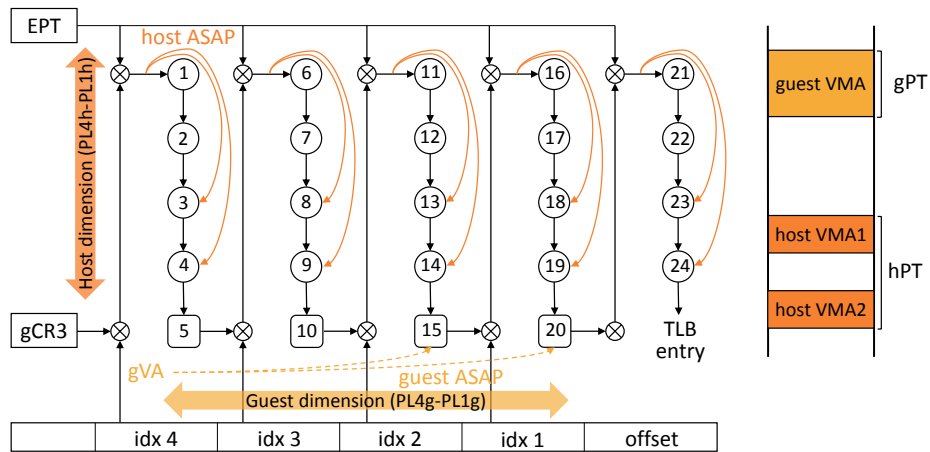 EPT
host ASAP
1
6
11
16
21
2
7
12
17
22
3
8
13
18
23
4
9
14
19
24
Host dimension (PL4h-PL1h)
gCR3
5
10
15
20
TLB
entry
gVA
guest ASAP
Guest dimension (PL4g-PL1g)
idx 4
idx 3
idx 2
idx 1
offset
guest VMA
gPT
host VMA1
hPT
host VMA2